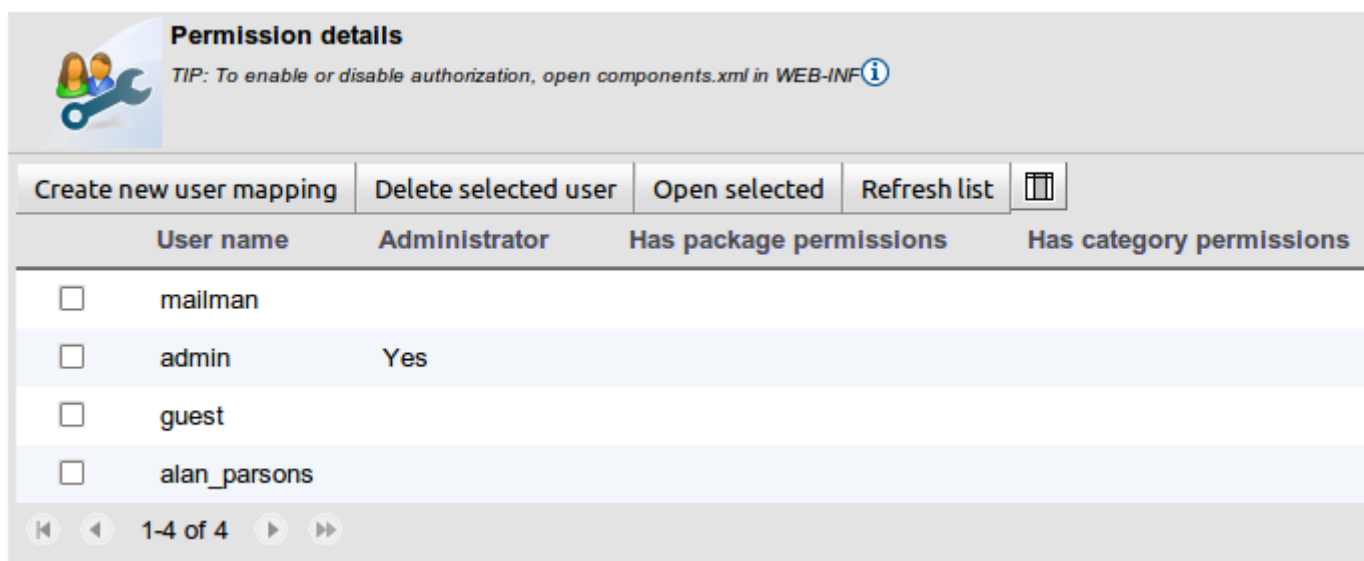 Permission details
TIP: To enable or disable authorization, open components.xml in WEB-INF
Create new user mapping Delete selected user Open selected Refresh list
User name Administrator Has package permissions Has category permissions
mailman
admin Yes
guest
alan_parsons
1-4 of 4